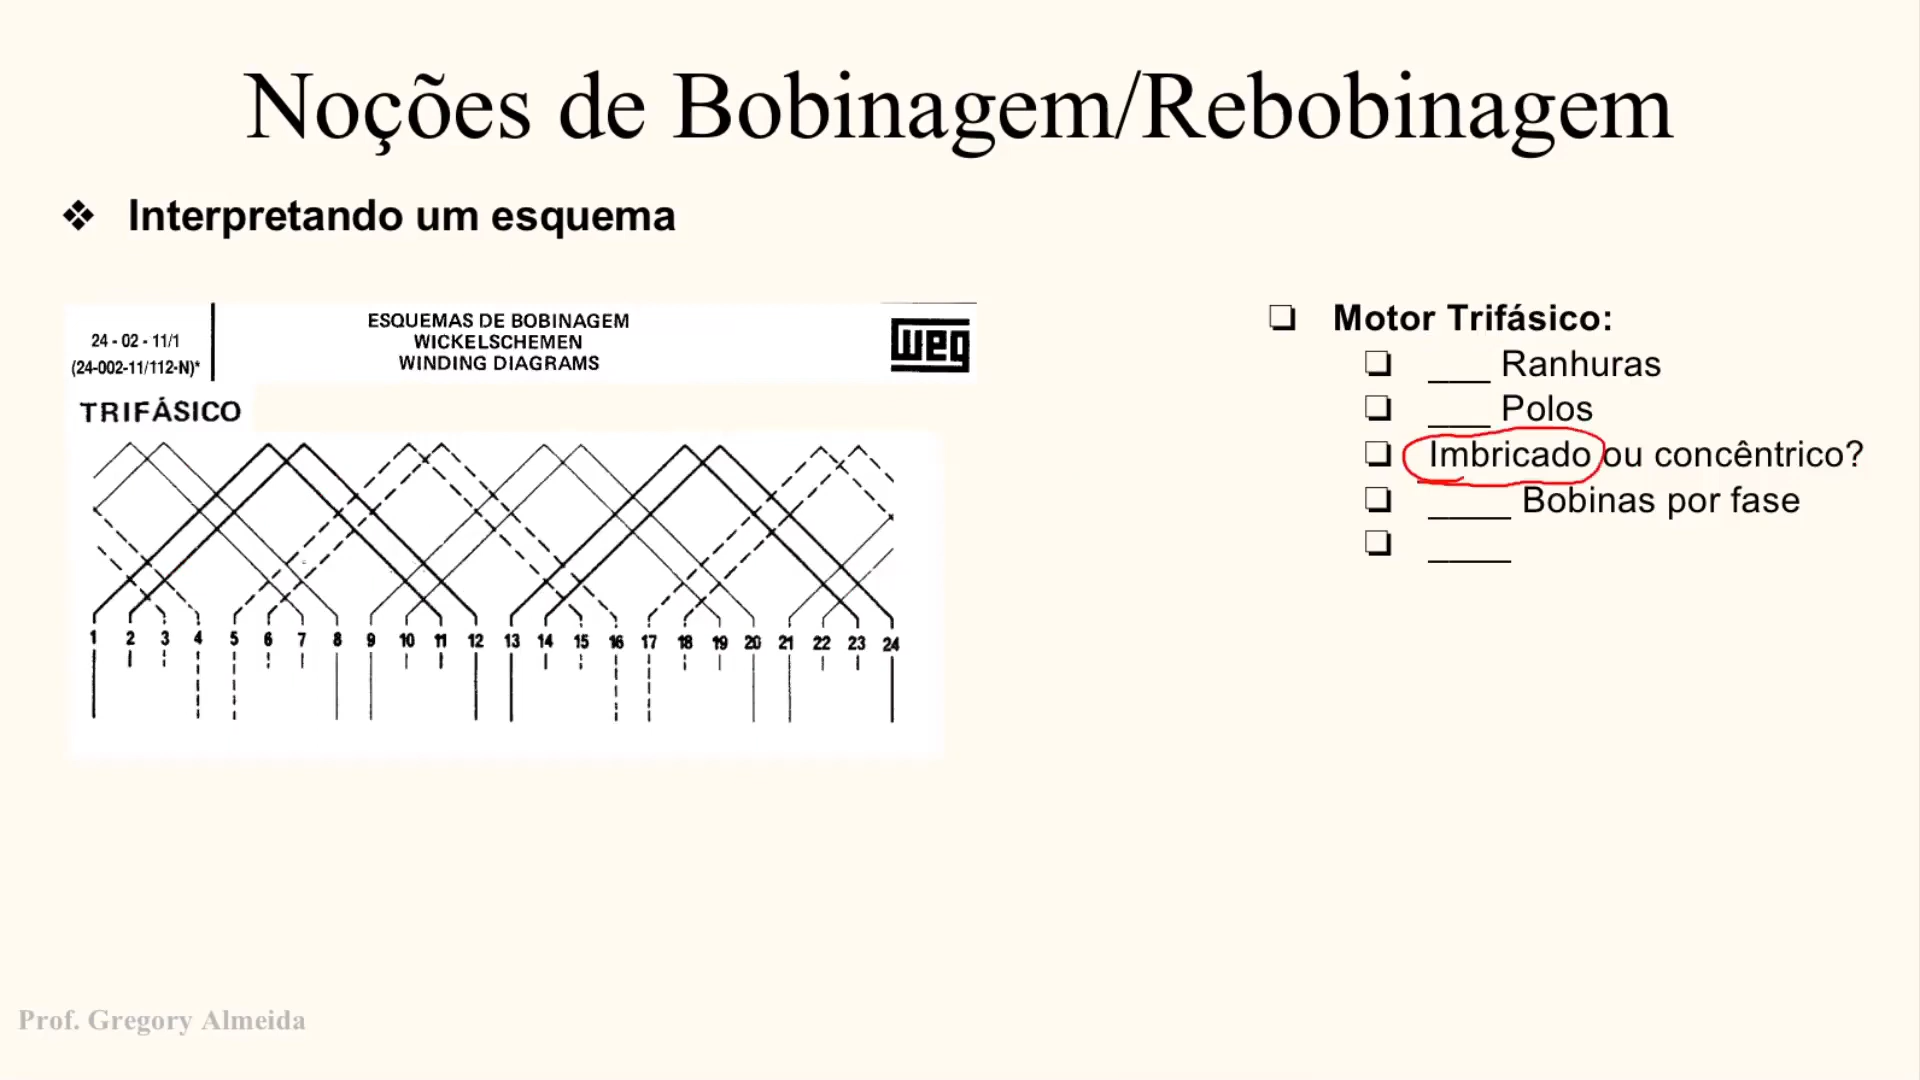 Noções de Bobinagem/Rebobinagem
Interpretando um esquema
24 - 02 - 11/1
(24-002-11/112-N)*
ESQUEMAS DE BOBINAGEM
WICKELSCHEMEN
WINDING DIAGRAMS
weg
TRIFÁSICO
1 2 3 4 5 6 7 8 9 10 11 12 13 14 15 16 17 18 19 20 21 22 23 24
Motor Trifásico:
___ Ranhuras
___ Polos
Imbricado ou concêntrico?
____ Bobinas por fase
____
Prof. Gregory Almeida